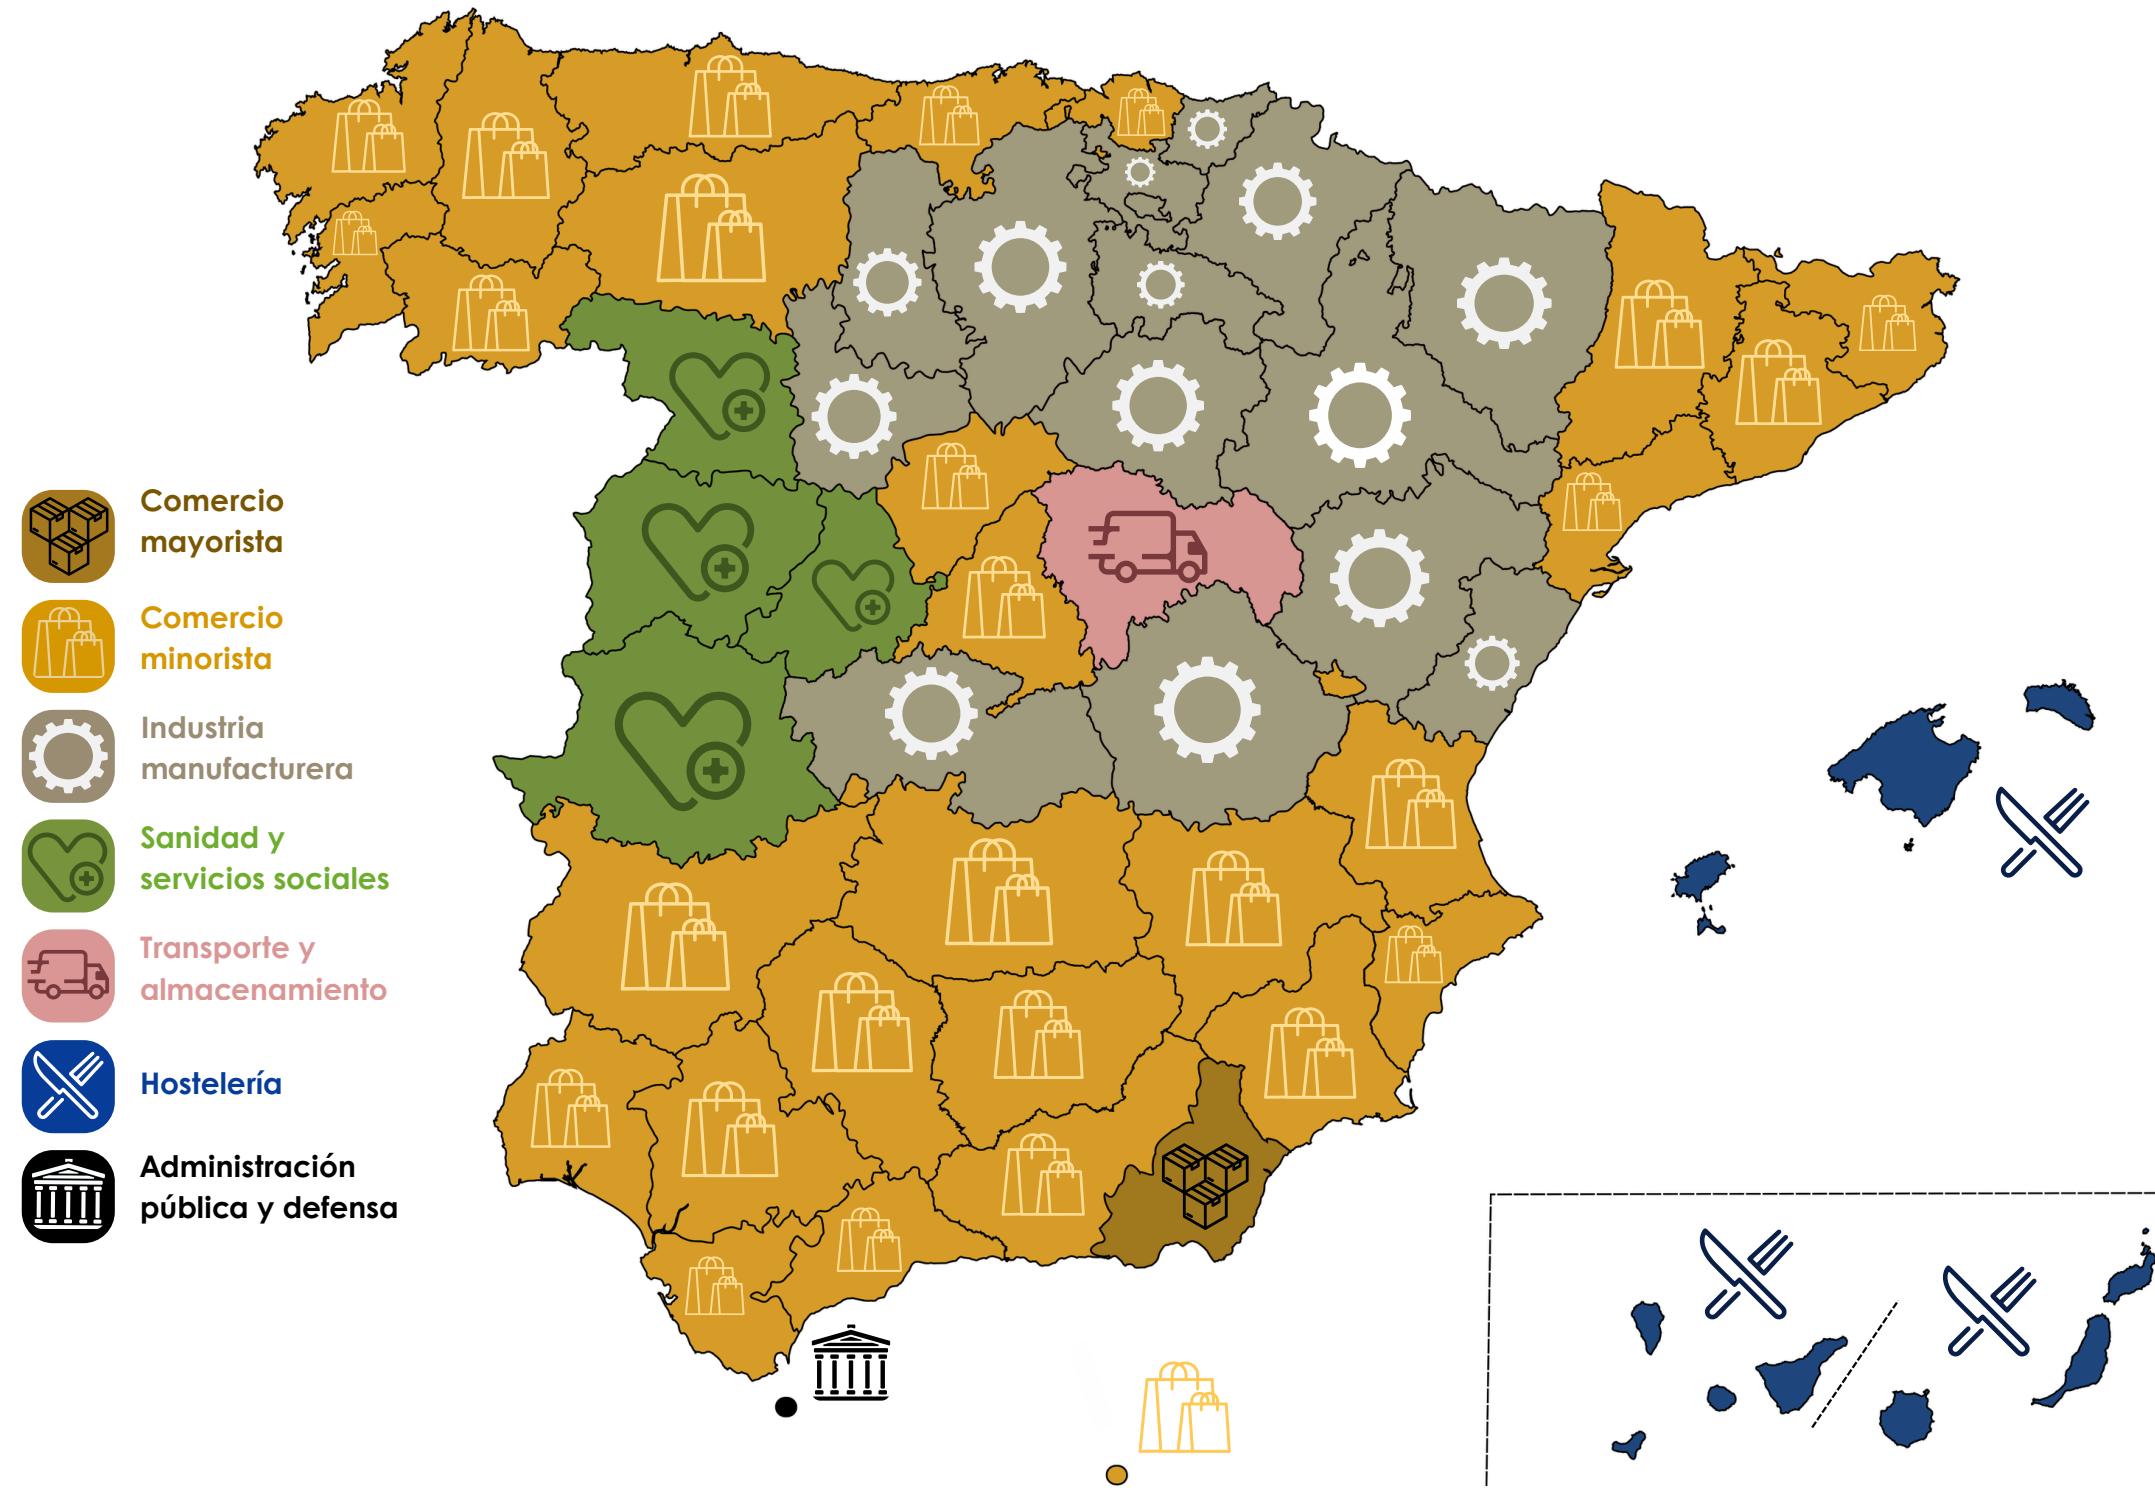 Comercio
mayorista
Comercio
minorista
Industria
manufacturera
Sanidad y
servicios sociales
Transporte y
almacenamiento
Hostelería
Administración
pública y defensa